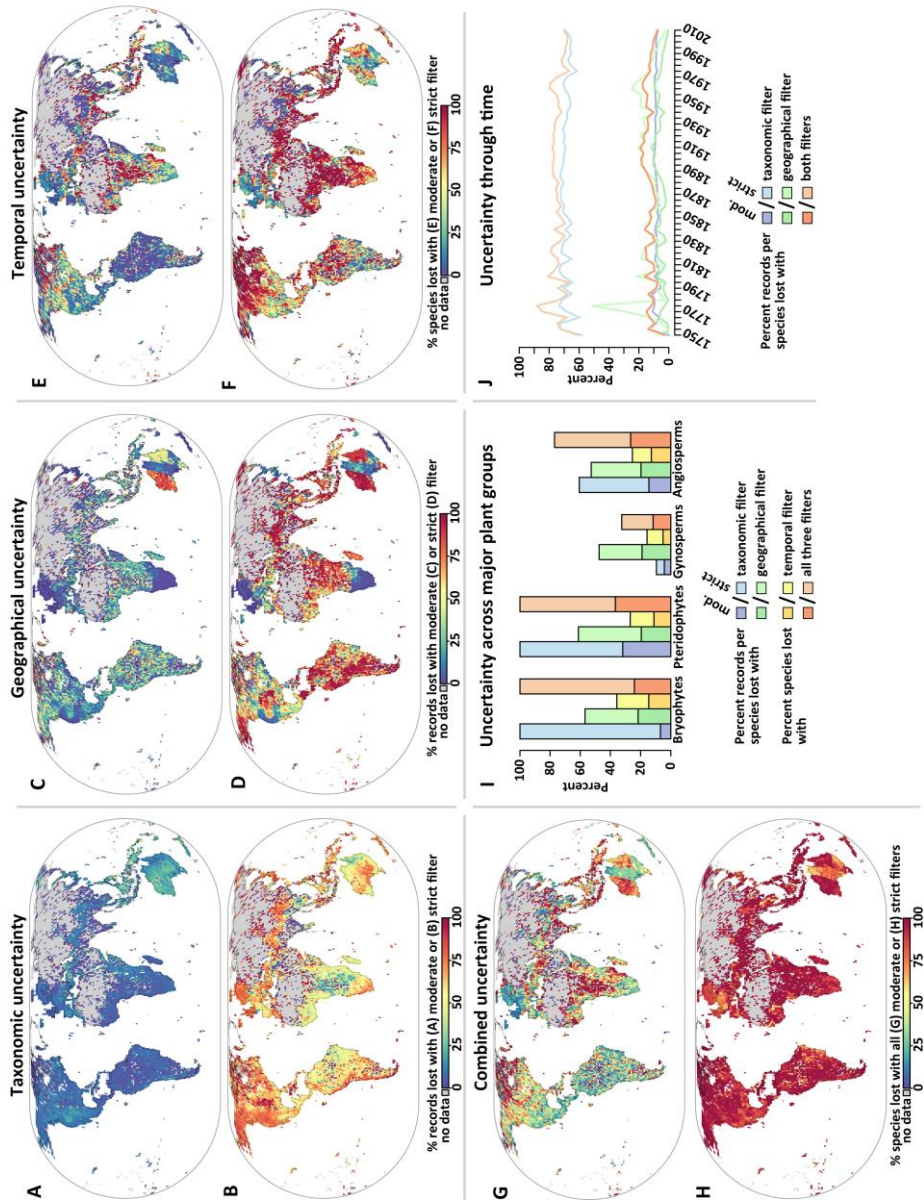 Taxonomic uncertainty
A
B
% records lost with (A) moderate or (B) strict filters
no data 0 25 50 75 100
Geographical uncertainty
C
D
% records lost with moderate (C) or strict (D) filter
no data 0 25 50 75 100
Temporal uncertainty
E
F
% species lost with (E) moderate or (F) strict filter
no data 0 25 50 75 100
Combined uncertainty
G
H
% species lost with all (G) moderate or (H) strict filters
no data 0 25 50 75 100
I
Uncertainty across major plant groups
Percent
100
80
60
40
20
0
Bryophytes Pteridophytes Gynosperms Angiosperms
mod. strict
Percent records per
species lost with
taxonomic filter
geographical filter
Percent species lost
with
temporal filter
all three filters
J
Uncertainty through time
Percent
100
80
60
40
20
0
1750 1770 1790 1810 1830 1850 1870 1890 1910 1930 1950 1970 1990 2010
mod. strict
Percent records per
species lost with
taxonomic filter
geographical filter
both filters